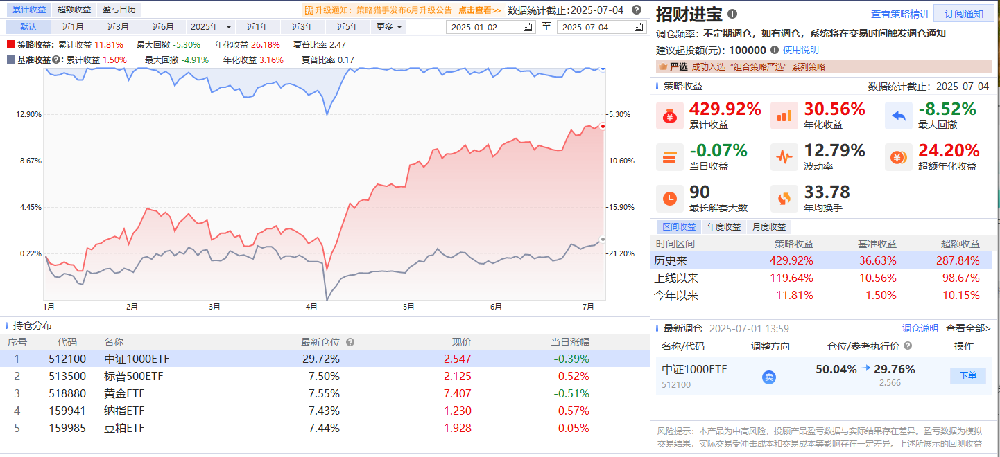 累计收益 超额收益 盈亏日历 新 升级通知：策略猎手发布6月升级公告 点击查看>> 数据统计截止:2025-07-04
默认 近1月 近3月 近6月 2025年 近1年 近3年 近5年 更多 2025-01-02 至 2025-07-04
策略收益: 累计收益 11.81% 最大回撤 -5.30% 年化收益 26.18% 夏普比率 2.47
基准收益 : 累计收益 1.50% 最大回撤 -4.91% 年化收益 3.16% 夏普比率 0.17
12.90% -5.30%
8.67% -10.60%
4.45% -15.90%
0.22% -21.20%
1月 2月 3月 4月 5月 6月 7月
持仓分布
序号 代码 名称 最新仓位 现价 当日涨幅
1 512100 中证1000ETF 29.72% 2.547 -0.39%
2 513500 标普500ETF 7.50% 2.125 0.52%
3 518880 黄金ETF 7.55% 7.407 -0.51%
4 159941 纳指ETF 7.43% 1.230 0.57%
5 159985 豆粕ETF 7.44% 1.928 0.05%
招财进宝 查看策略精讲 订阅通知
调仓频率：不定期调仓，如有调仓，系统将在交易时间触发调仓通知
建议起投额(元)：100000 使用说明
严选 成功入选“组合策略严选”系列策略
策略收益 数据统计截止：2025-07-04
429.92% 30.56% -8.52%
累计收益 年化收益 最大回撤
-0.07% 12.79% 24.20%
当日收益 波动率 超额年化收益
90 33.78
最长解套天数 年均换手
区间收益 年度收益 月度收益
时间区间 策略收益 基准收益 超额收益
历史来 429.92% 36.63% 287.84%
上线以来 119.64% 10.56% 98.67%
今年以来 11.81% 1.50% 10.15%
最新调仓 2025-07-01 13:59 调仓说明 查看全部>
名称/代码 调整方向 仓位/参考执行价 操作
中证1000ETF 卖 50.04% 29.76% 下单
512100 2.566
风险提示：本产品为中高风险，投顾产品盈亏数据与实际结果存在差异。盈亏数据为模拟
交易结果，实际交易受冲击成本和交易成本等影响存在一定差异。上述所展示的回测收益